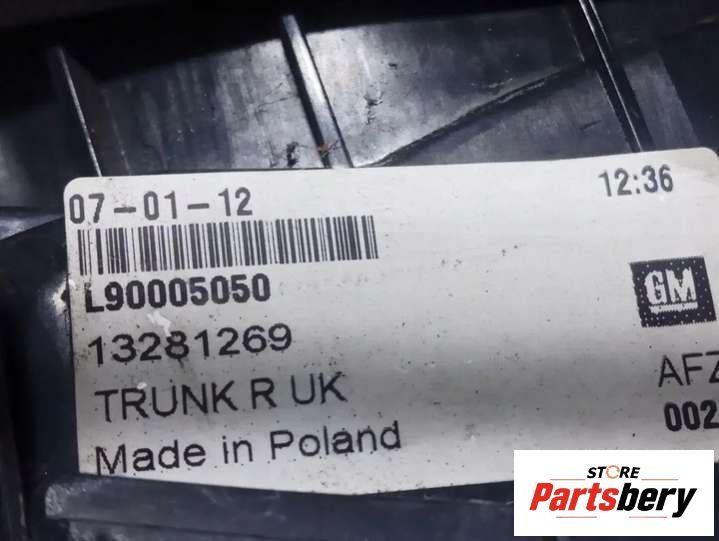 07-01-12 12:36
L90005050
GM
13281269
TRUNK R UK
AFZ
002
Made in Poland
STORE
Partsbery